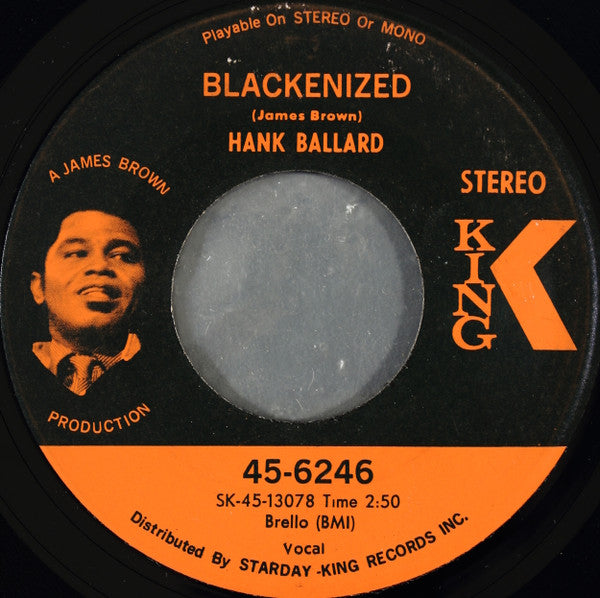 Playable On STEREO Or MONO
BLACKENIZED
(James Brown)
HANK BALLARD
A JAMES BROWN
PRODUCTION
STEREO
KING
45-6246
SK-45-13078 Time 2:50
Brello (BMI)
Vocal
Distributed By STARDAY-KING RECORDS INC.